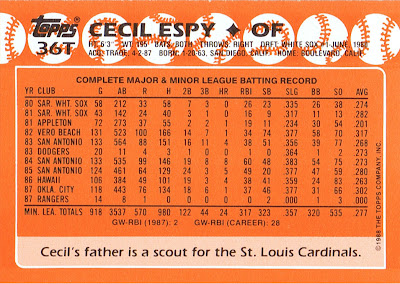 Topps
36T
CECIL ESPY ♦ OF
HT: 6'3" WT: 195 BATS: BOTH THROWS: RIGHT DRFT: WHITE SOX #1-JUNE, 1980
ACQ: TRADE, 4-2-87 BORN: 1-20-63, SAN DIEGO, CALIF. HOME: BOULEVARD, CALIF.
COMPLETE MAJOR & MINOR LEAGUE BATTING RECORD
YR CLUB G AB R H 2B 3B HR RBI SB SLG BB SO AVG
80 SAR. WHT. SOX 58 212 33 58 7 3 0 23 .335 26 38 .274
81 SAR. WHT. SOX 43 40 3 1 0 16 9 .317 11 13 .282
81 APPLETON 72 273 37 55 2 2 1 19 11 .234 30 54 .201
82 VERO BEACH 131 523 100 166 14 7 1 34 74 .377 58 70 .317
83 SAN ANTONIO 133 564 88 151 16 11 4 38 51 .356 39 77 .268
83 DODGERS 20 11 4 3 1 0 0 1 0 .364 1 2 .273
84 SAN ANTONIO 133 535 99 146 19 8 8 60 48 .383 54 75 .273
85 SAN ANTONIO 124 461 64 129 24 3 5 49 20 .377 47 59 .280
86 HAWAII 106 384 49 101 19 3 4 38 41 .359 24 83 .263
87 OKLA. CITY 118 443 76 134 18 6 1 37 46 .377 31 66 .302
87 RANGERS 14 8 1 0 0 0 0 0 2 .000 1 3 .000
MIN. LEA. TOTALS 918 3537 570 980 122 44 24 317 323 .357 320 535 .277
GW-RBI (1987): 2 GW-RBI (CAREER): 28
© 1988 THE TOPPS COMPANY, INC.
Cecil's father is a scout for the St. Louis Cardinals.